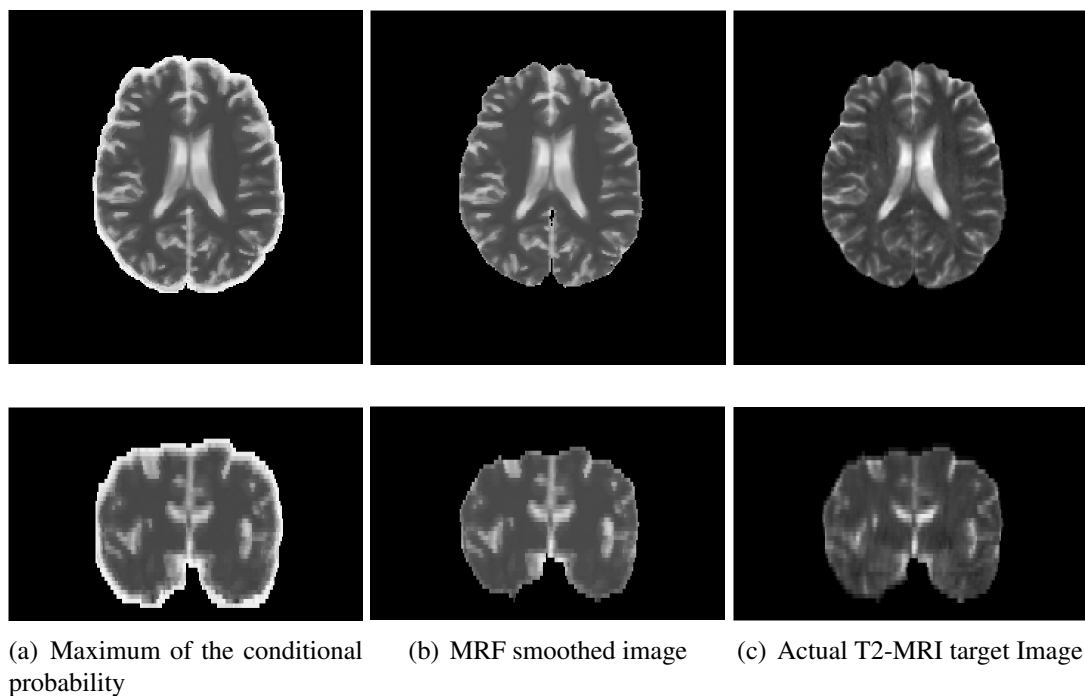 (a) Maximum of the conditional
probability
(b) MRF smoothed image
(c) Actual T2-MRI target Image